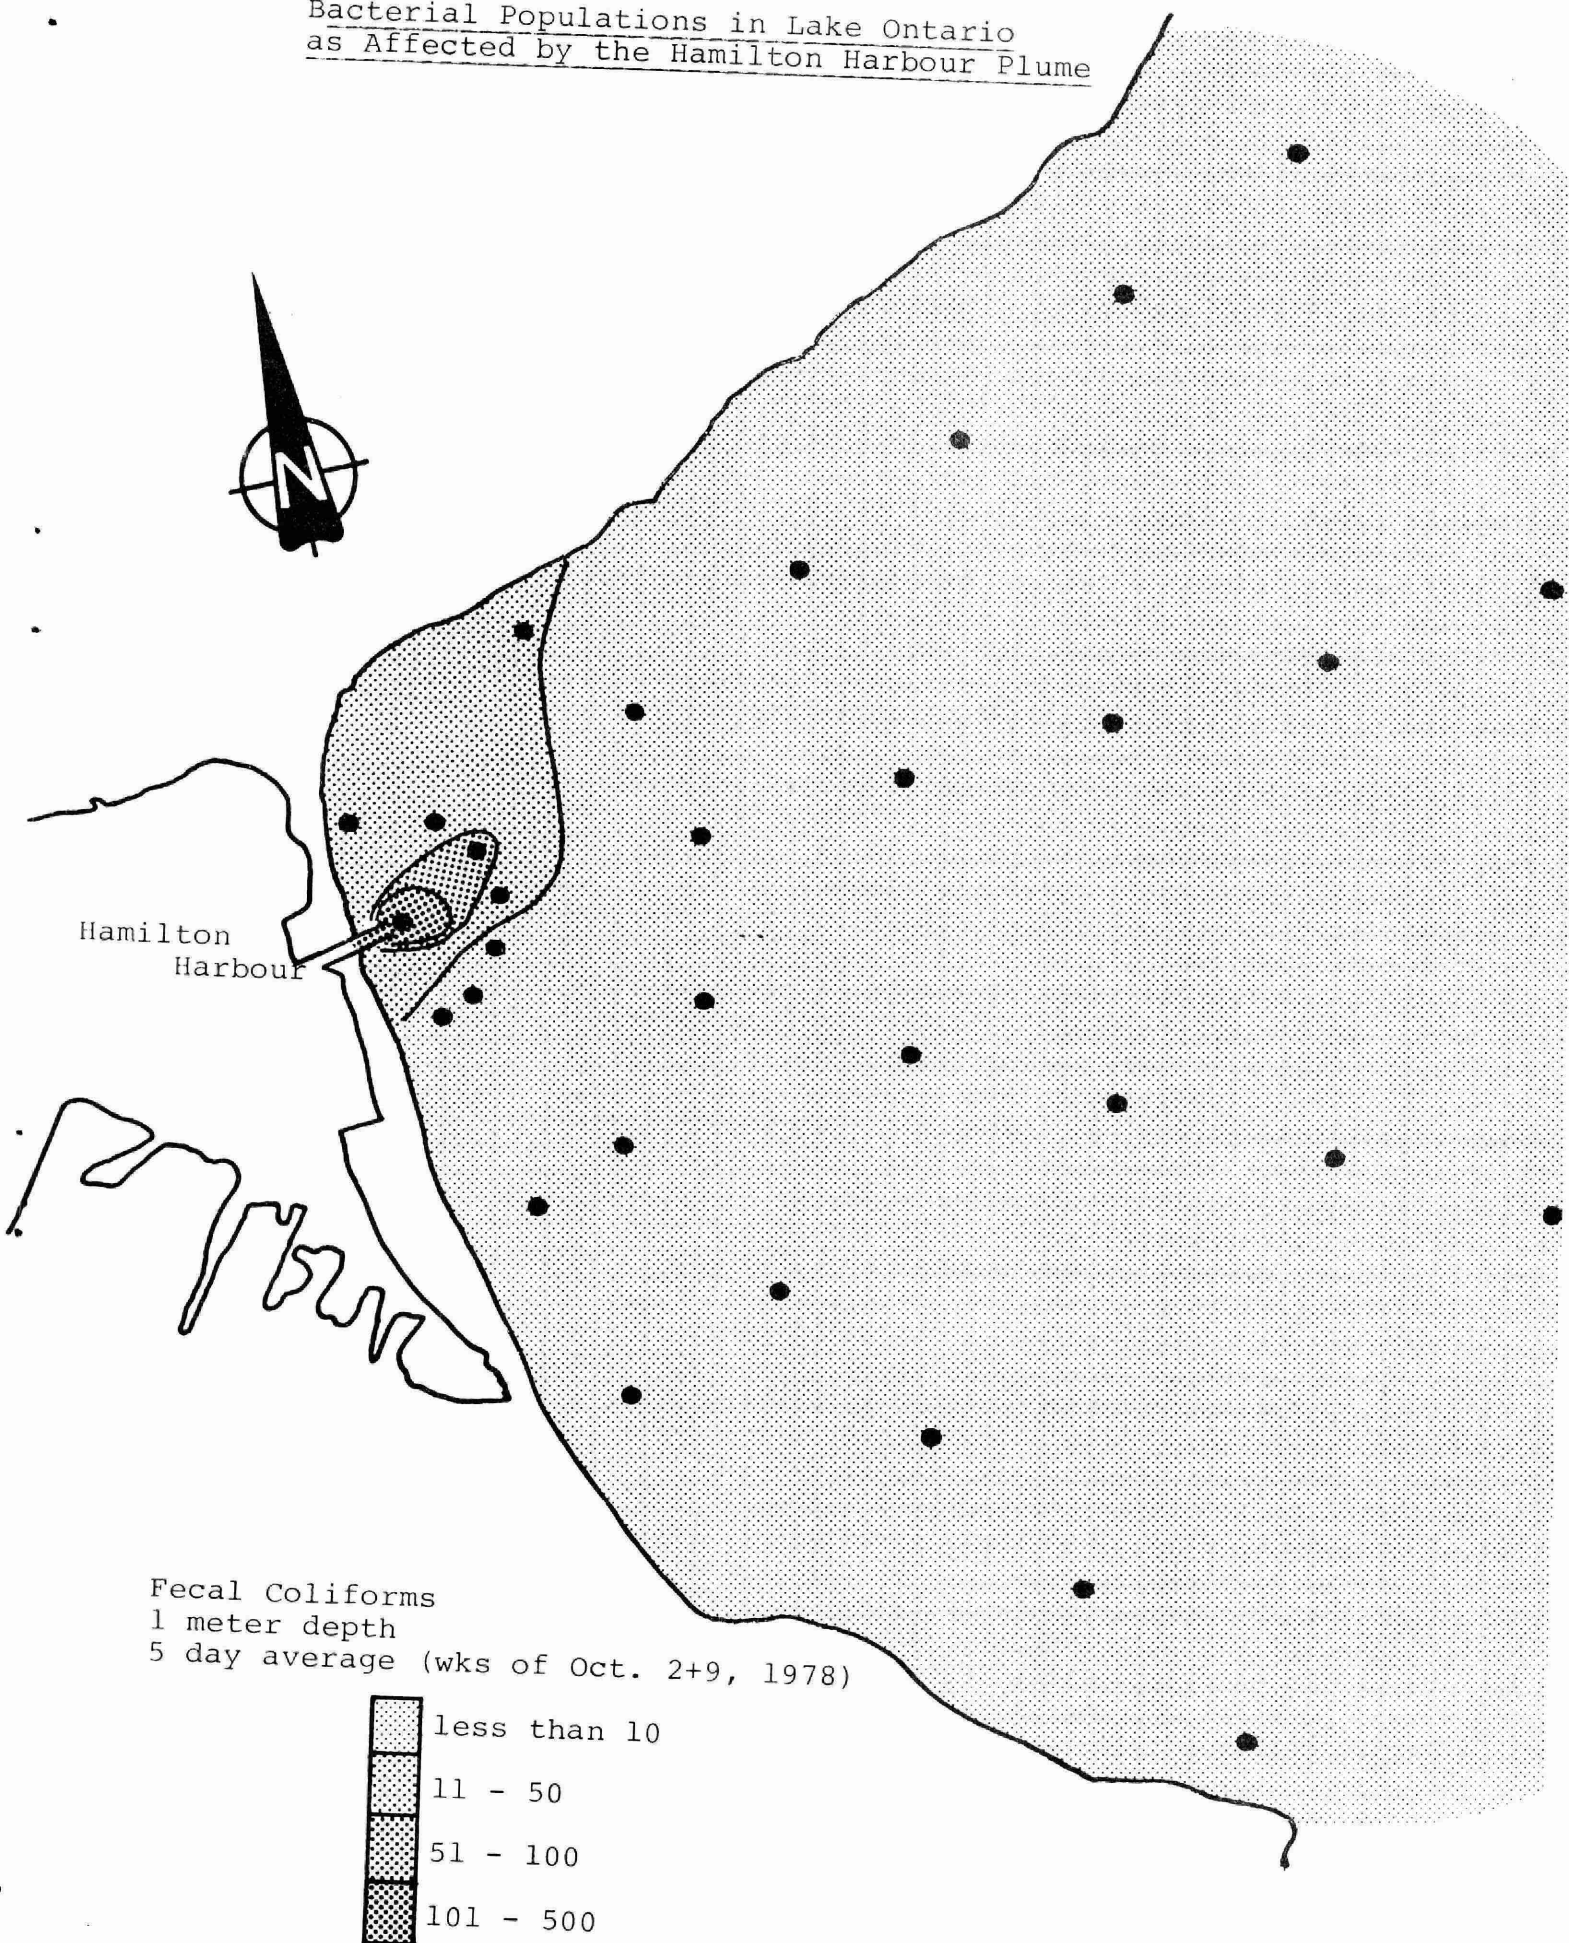 Bacterial Populations in Lake Ontario
as Affected by the Hamilton Harbour Plume
N
Hamilton
Harbour
Fecal Coliforms
1 meter depth
5 day average (wks of Oct. 2+9, 1978)
less than 10
11 - 50
51 - 100
101 - 500